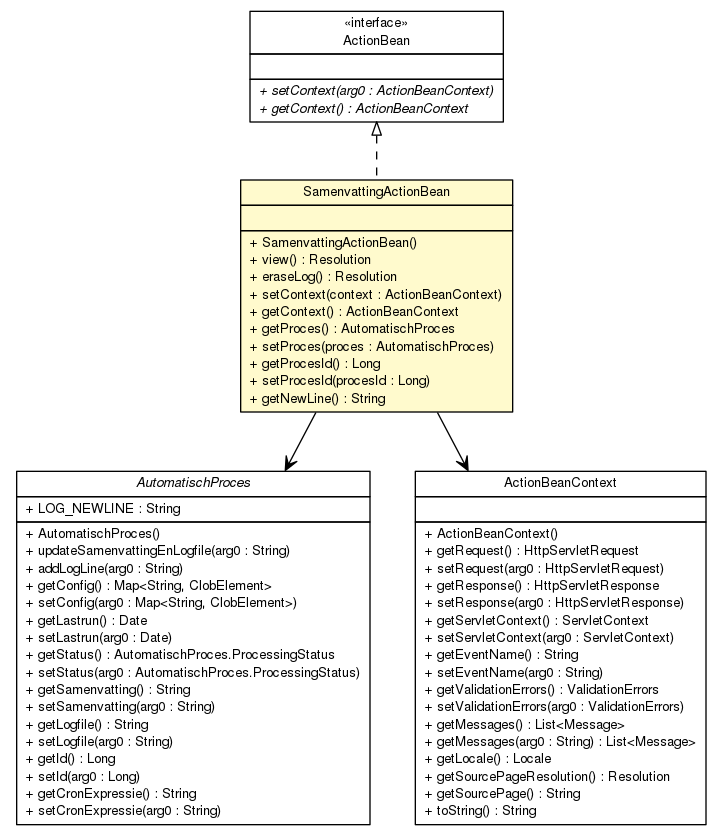 «interface»
ActionBean
+ setContext(arg0 : ActionBeanContext)
+ getContext() : ActionBeanContext
SamenvattingActionBean
+ SamenvattingActionBean()
+ view() : Resolution
+ eraseLog() : Resolution
+ setContext(context : ActionBeanContext)
+ getContext() : ActionBeanContext
+ getProces() : AutomatischProces
+ setProces(proces : AutomatischProces)
+ getProcesId() : Long
+ setProcesId(procesId : Long)
+ getNewLine() : String
AutomatischProces
+ LOG_NEWLINE : String
+ AutomatischProces()
+ updateSamenvattingEnLogfile(arg0 : String)
+ addLogLine(arg0 : String)
+ getConfig() : Map<String, ClobElement>
+ setConfig(arg0 : Map<String, ClobElement>)
+ getLastrun() : Date
+ setLastrun(arg0 : Date)
+ getStatus() : AutomatischProces.ProcessingStatus
+ setStatus(arg0 : AutomatischProces.ProcessingStatus)
+ getSamenvatting() : String
+ setSamenvatting(arg0 : String)
+ getLogfile() : String
+ setLogfile(arg0 : String)
+ getId() : Long
+ setId(arg0 : Long)
+ getCronExpressie() : String
+ setCronExpressie(arg0 : String)
ActionBeanContext
+ ActionBeanContext()
+ getRequest() : HttpServletRequest
+ setRequest(arg0 : HttpServletRequest)
+ getResponse() : HttpServletResponse
+ setResponse(arg0 : HttpServletResponse)
+ getServletContext() : ServletContext
+ setServletContext(arg0 : ServletContext)
+ getEventName() : String
+ setEventName(arg0 : String)
+ getValidationErrors() : ValidationErrors
+ setValidationErrors(arg0 : ValidationErrors)
+ getMessages() : List<Message>
+ getMessages(arg0 : String) : List<Message>
+ getLocale() : Locale
+ getSourcePageResolution() : Resolution
+ getSourcePage() : String
+ toString() : String